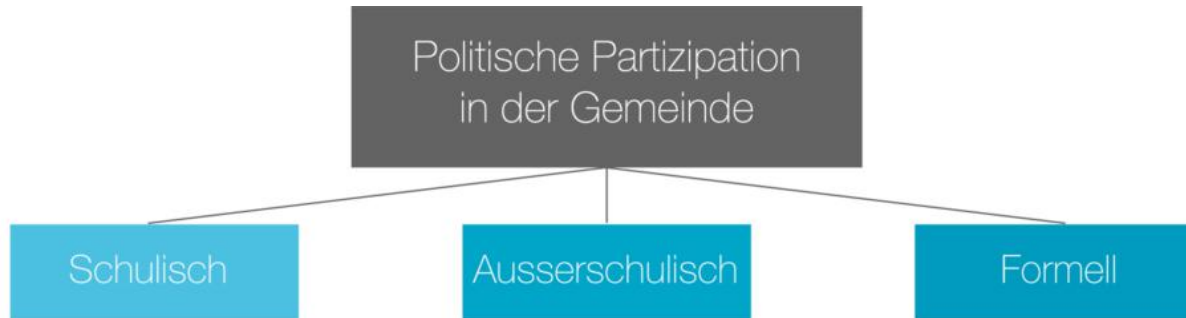 Politische Partizipation
in der Gemeinde
Schulisch
Ausserschulisch
Formell